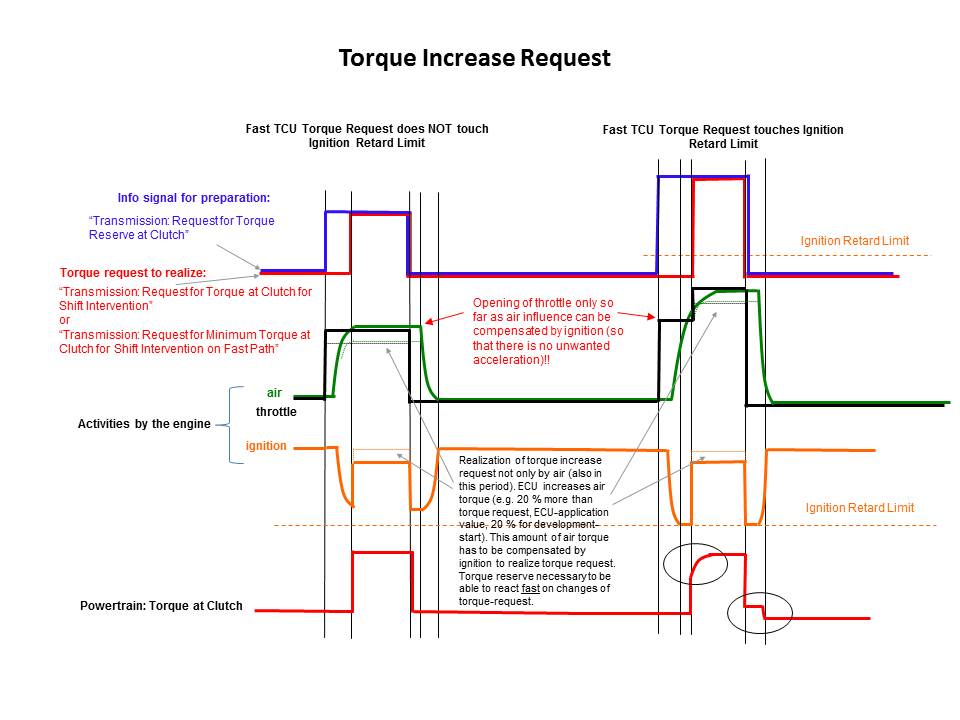 Torque Increase Request
Fast TCU Torque Request does NOT touch
Ignition Retard Limit
Fast TCU Torque Request touches Ignition
Retard Limit
Info signal for preparation:
“Transmission: Request for Torque
Reserve at Clutch”
Ignition Retard Limit
Torque request to realize:
“Transmission: Request for Torque at Clutch for
Shift Intervention”
or
“Transmission: Request for Minimum Torque at
Clutch for Shift Intervention on Fast Path”
Opening of throttle only so
far as air influence can be
compensated by ignition (so
that there is no unwanted
acceleration)!!
air
throttle
Activities by the engine
ignition
Realization of torque increase
request not only by air (also in
this period). ECU increases air
torque (e.g. 20 % more than
torque request, ECU-application
value, 20 % for development-
start). This amount of air torque
has to be compensated by
ignition to realize torque request.
Torque reserve necessary to be
able to react fast on changes of
torque-request.
Ignition Retard Limit
Powertrain: Torque at Clutch